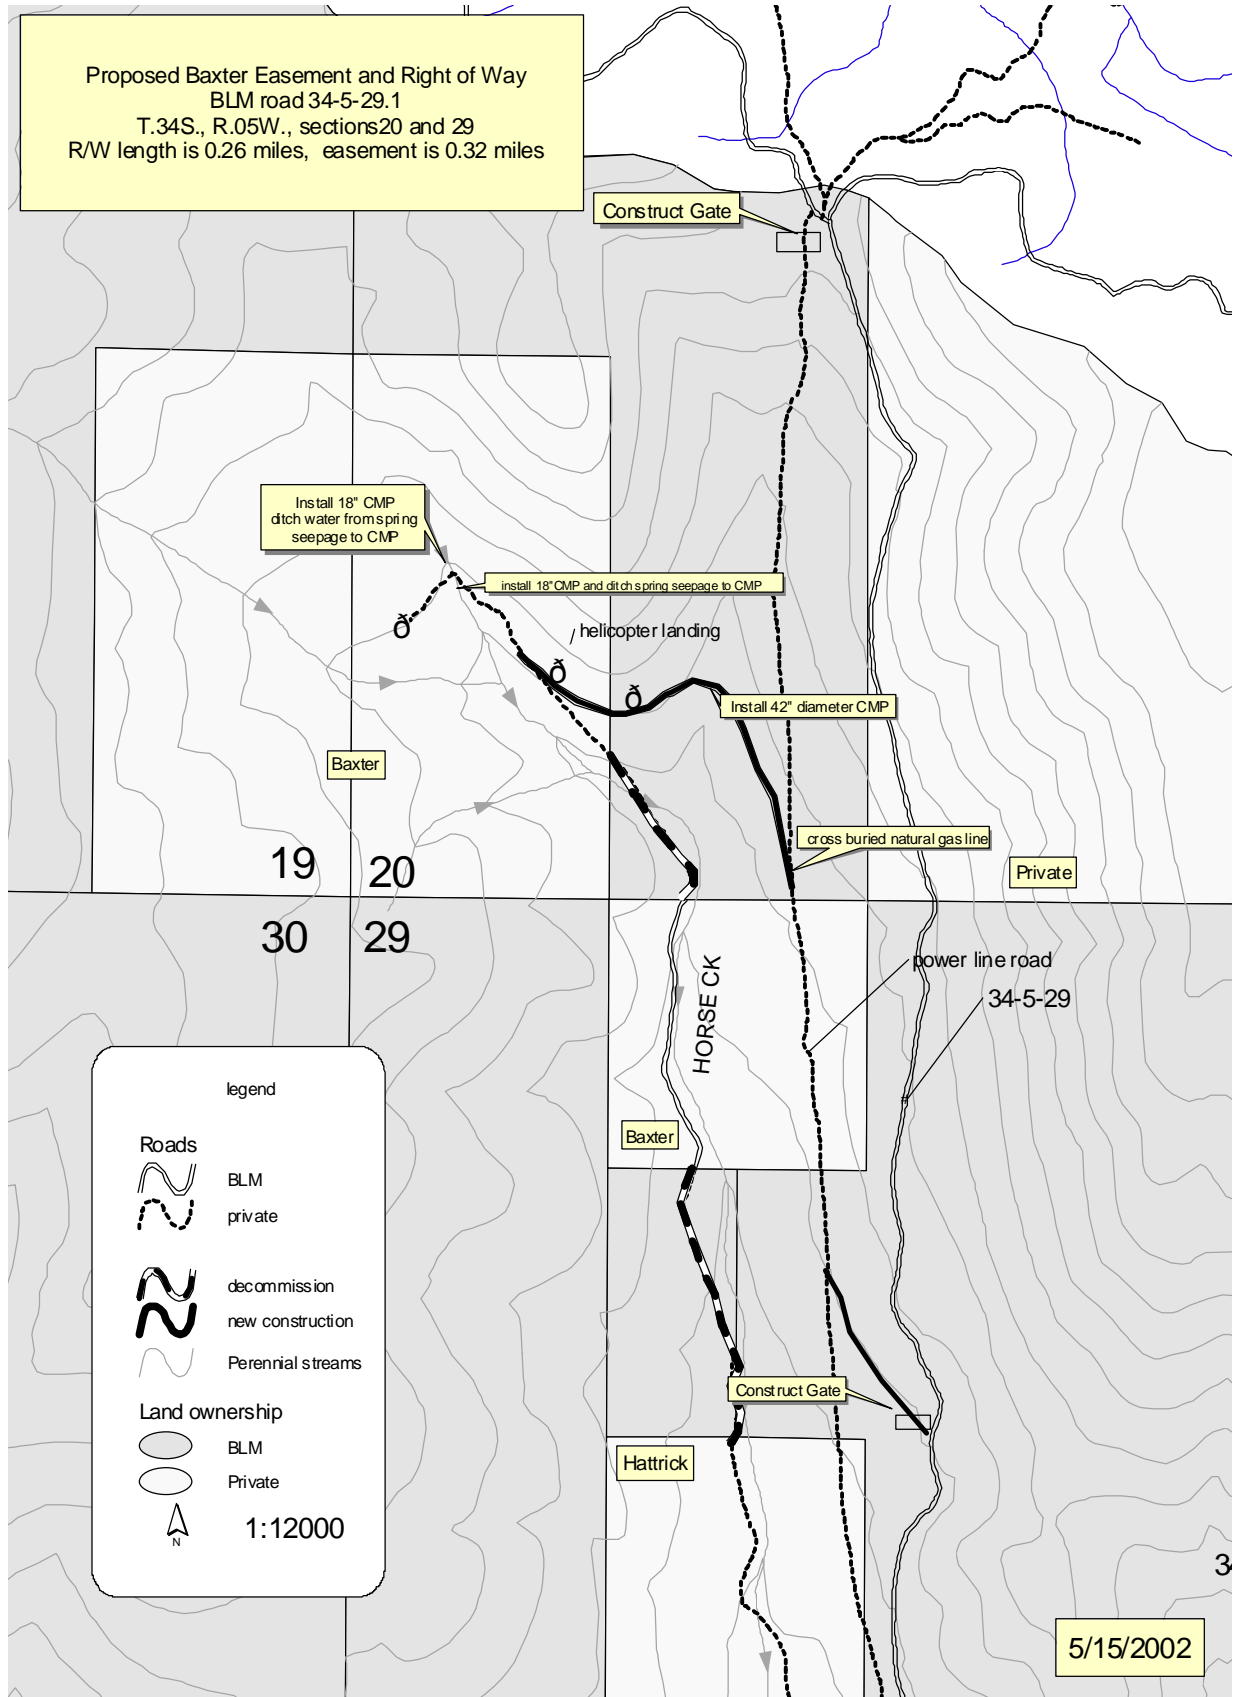 Proposed Baxter Easement and Right of Way
BLM road 34-5-29.1
T.34S., R.05W., sections20 and 29
R/W length is 0.26 miles, easement is 0.32 miles
Construct Gate
Install 18" CMP
ditch water from spring
seepage to CMP
install 18"CMP and ditch spring seepage to CMP
ð
helicopter landing
ð
ð
Install 42" diameter CMP
Baxter
cross buried natural gas line
19
20
Private
30
29
power line road
34-5-29
HORSE CK
legend
Roads
BLM
private
decommission
new construction
Perennial streams
Land ownership
BLM
Private
N
1:12000
Baxter
Construct Gate
Hattrick
34
5/15/2002